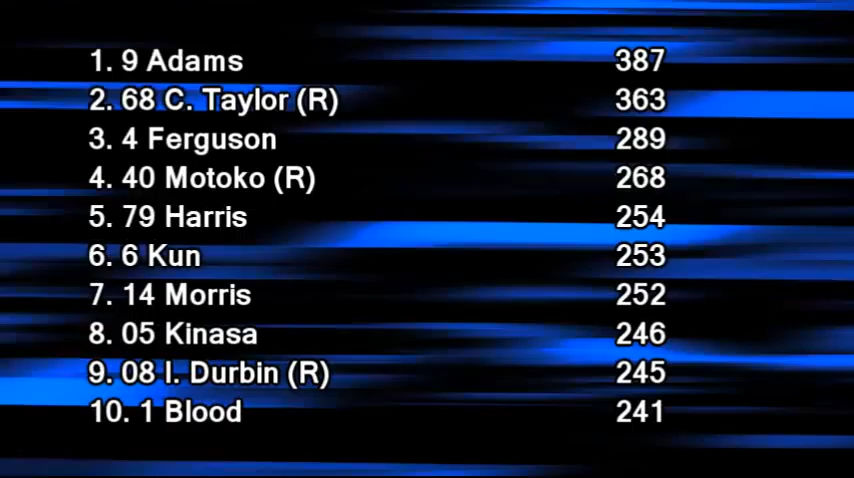 1. 9 Adams 387
2. 68 C. Taylor (R) 363
3. 4 Ferguson 289
4. 40 Motoko (R) 268
5. 79 Harris 254
6. 6 Kun 253
7. 14 Morris 252
8. 05 Kinasa 246
9. 08 I. Durbin (R) 245
10. 1 Blood 241